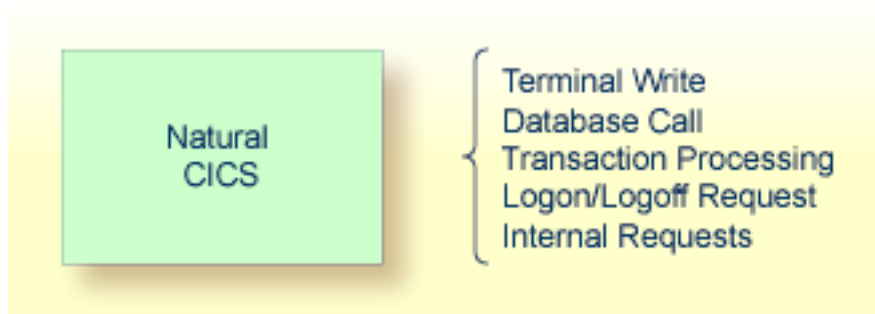 Natural
CICS
Terminal Write
Database Call
Transaction Processing
Logon/Logoff Request
Internal Requests